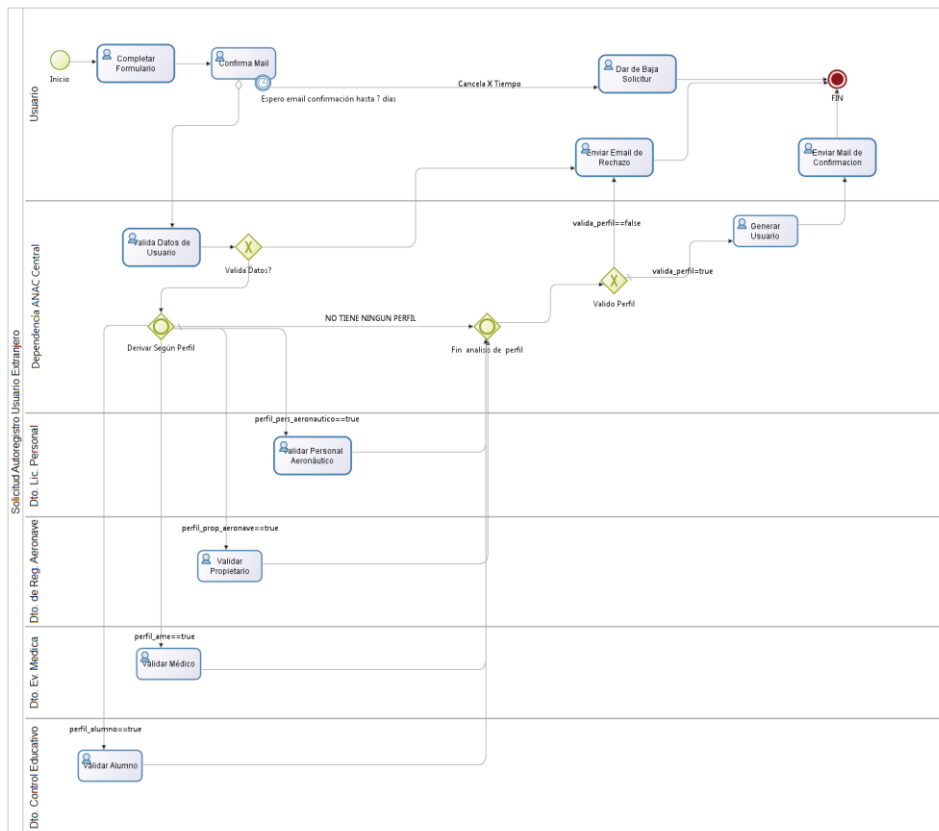 Solicitud Autoregistro Usuario Extranjero
Usuario
Inicio
Completar
Formulario
Confirma Mail
Espero email confirmación hasta 7 días
Cancela X Tiempo
Dar de Baja
Solicitur
FIN
Enviar Email de
Rechazo
Enviar Mail de
Confirmacion
Dependencia ANAC Central
Valida Datos de
Usuario
Valida Datos?
valida_perfil==false
Generar
Usuario
valida_perfil=true
Valido Perfil
Derivar Según Perfil
NO TIENE NINGUN PERFIL
Fin analisis de perfil
Dto. Lic. Personal
perfil_pers_aeronautico==true
Validar Personal
Aeronáutico
Dto. de Reg. Aeronave
perfil_prop_aeronave==true
Validar
Propietario
Dto. Ev. Medica
perfil_ame==true
Validar Médico
Dto. Control Educativo
perfil_alumno==true
Validar Alumno